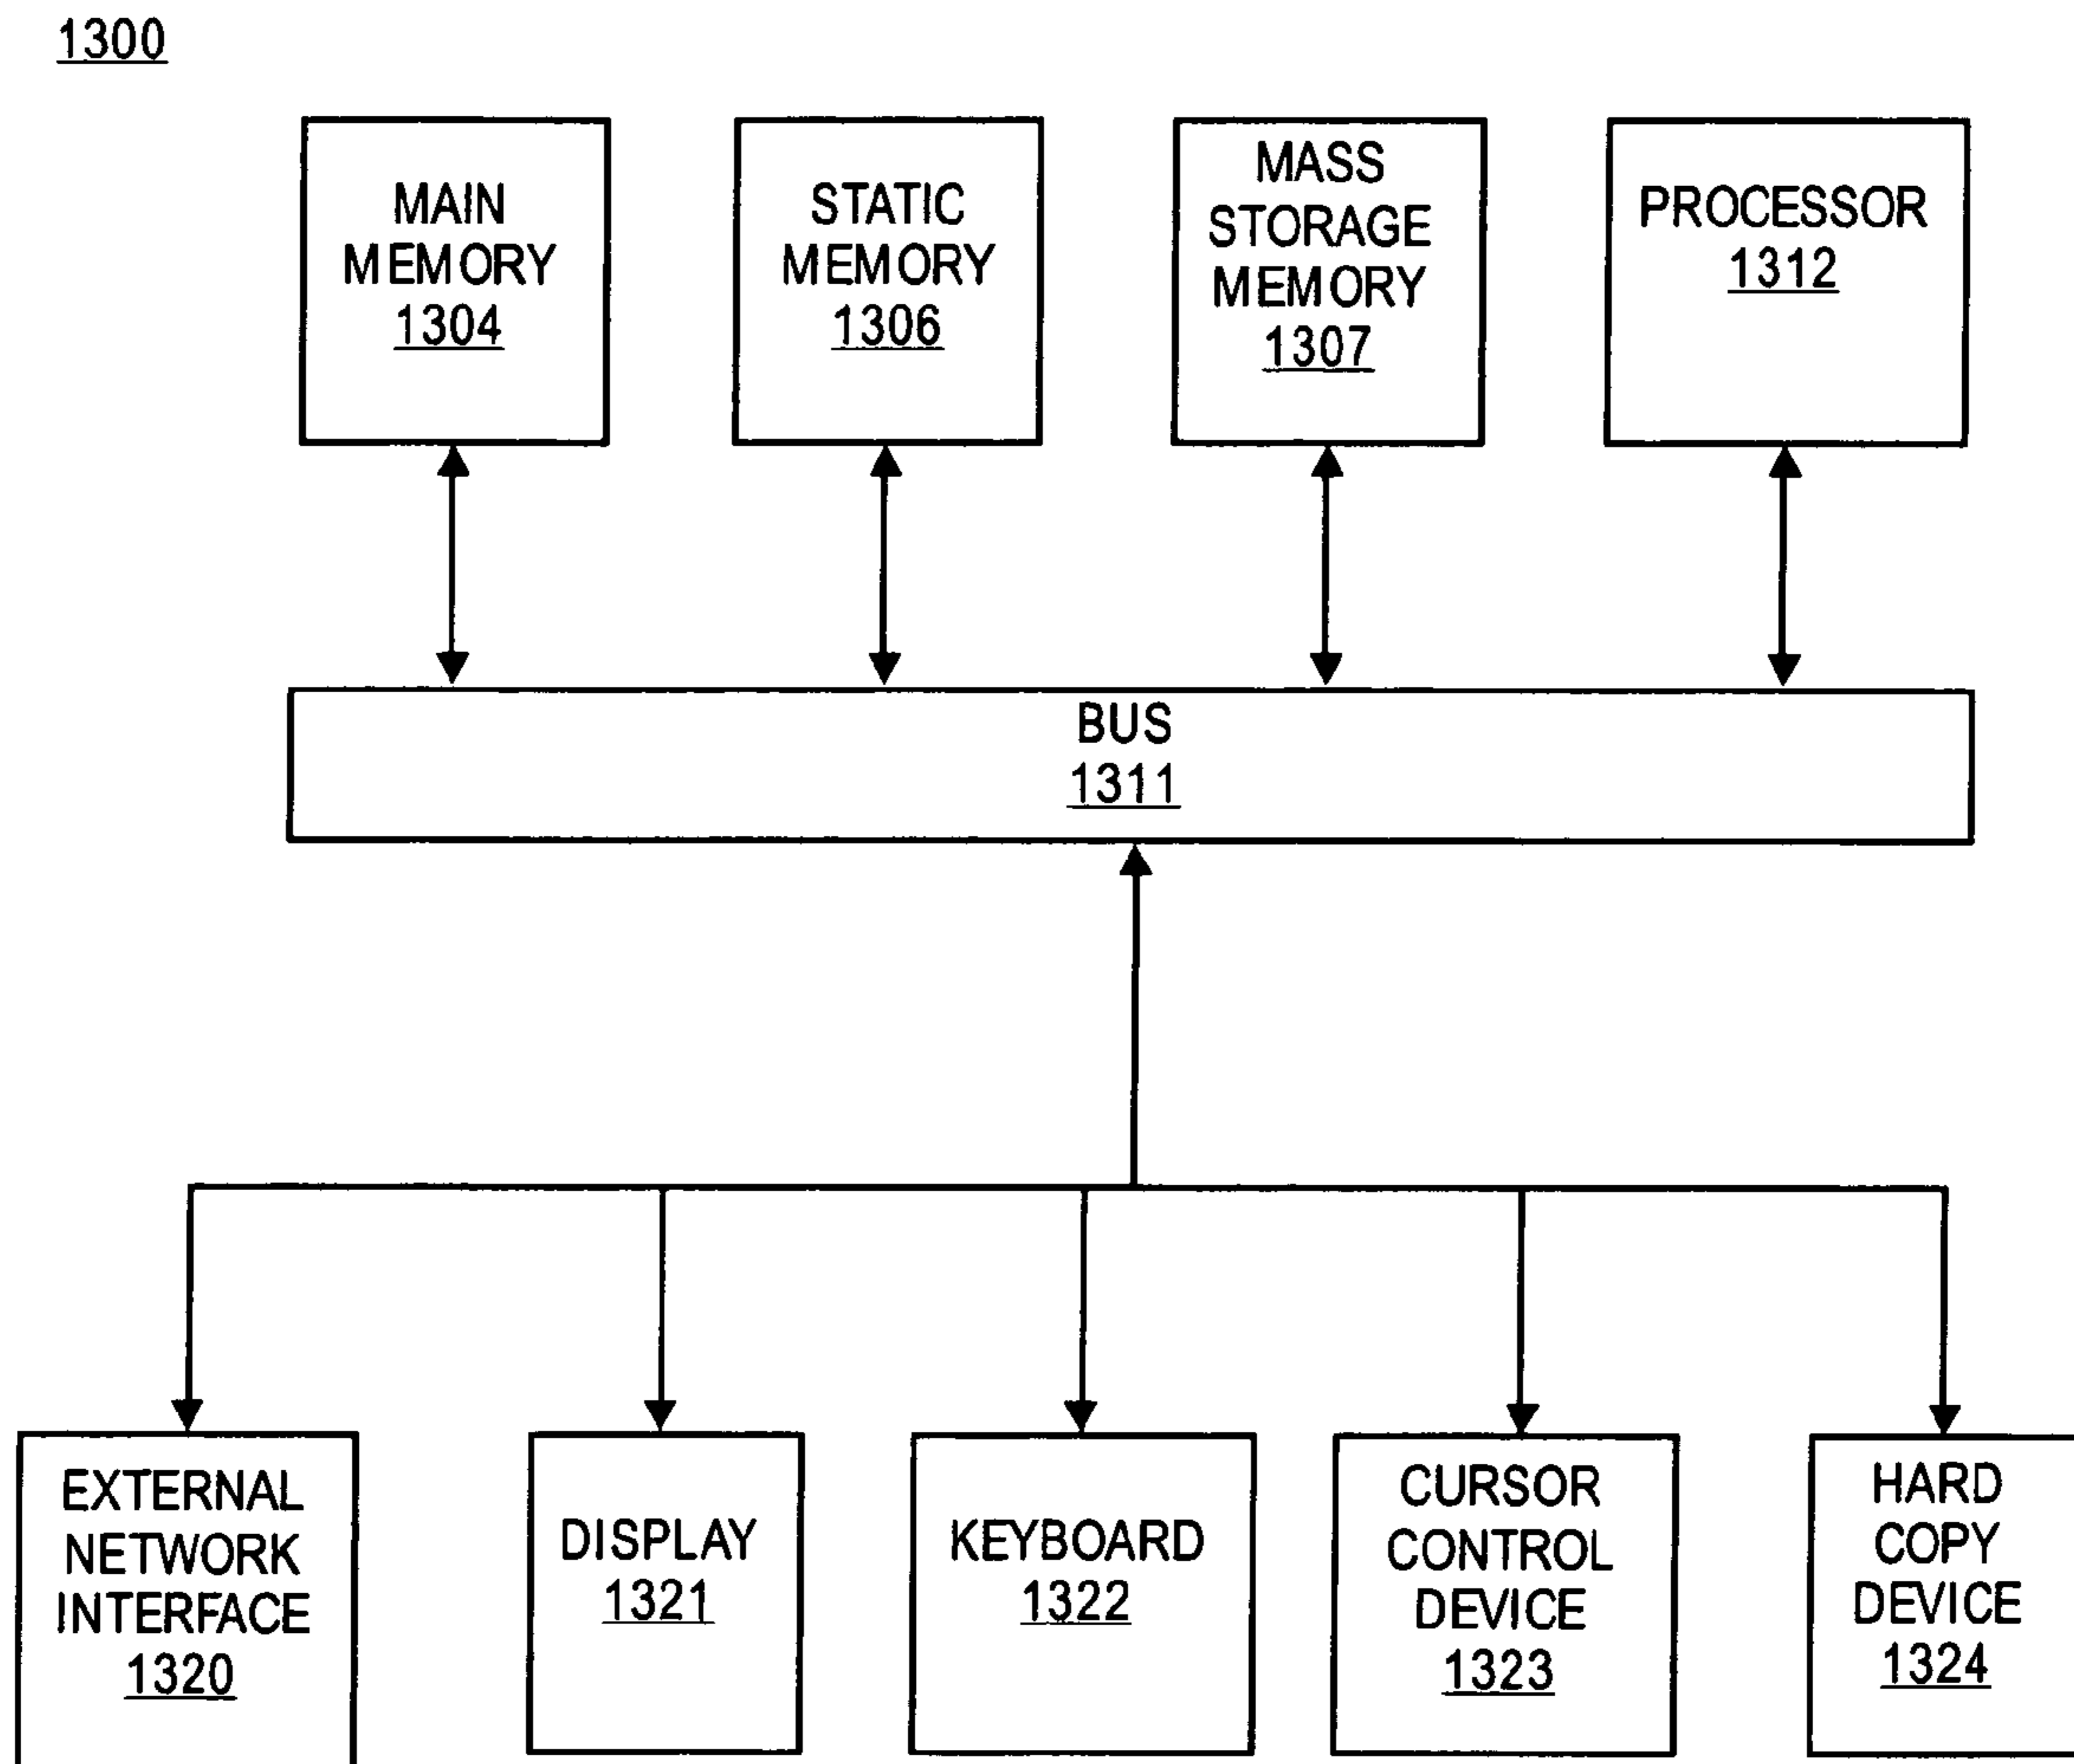 1300
MAIN
MEMORY
1304
STATIC
MEMORY
1306
MASS
STORAGE
MEMORY
1307
PROCESSOR
1312
BUS
1311
EXTERNAL
NETWORK
INTERFACE
1320
DISPLAY
1321
KEYBOARD
1322
CURSOR
CONTROL
DEVICE
1323
HARD
COPY
DEVICE
1324